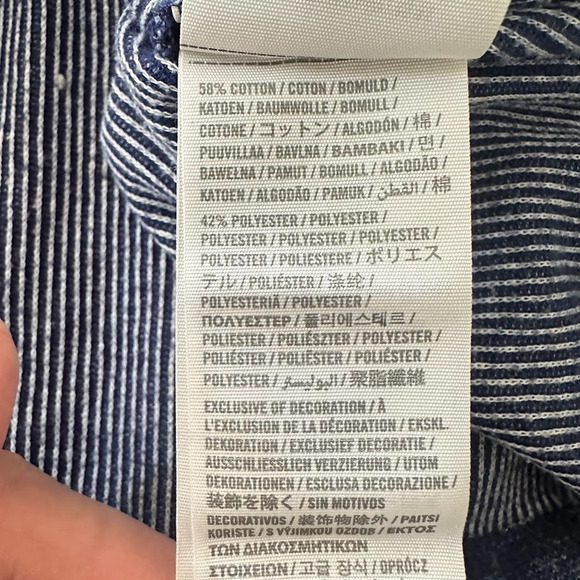 58% COTTON / COTON / BOMULD /
KATOEN / BAUMWOLLE / BOMULL /
COTONE / コットン / ALGODÓN / 棉 /
PUUVILLAA / BAVLNA / BAMBAKI / 면 /
BAWEŁNA / PAMUT / BOMULL / ALGODÃO /
KATOEN / ALGODÃO / PAMUK / القطن / 棉
42% POLYESTER / POLYESTER /
POLYESTER / POLYESTER / POLYESTER /
POLYESTER / POLIESTERE / ポリエス
テル / POLIÉSTER / 涤纶 /
POLYESTERIÄ / POLYESTER /
ΠΟΛΥΕΣΤΕΡ / 폴리에스테르 /
POLIESTER / POLIÉSZTER / POLYESTER /
POLIÉSTER / POLYESTER / POLIÉSTER /
POLYESTER / البوليستر / 聚脂纖維
EXCLUSIVE OF DECORATION / À
L'EXCLUSION DE LA DÉCORATION / EKSKL.
DEKORATION / EXCLUSIEF DECORATIE /
AUSSCHLIESSLICH VERZIERUNG / UTOM
DEKORATIONEN / ESCLUSA DECORAZIONE /
装飾を除く / SIN MOTIVOS
DECORATIVOS / 装饰物除外 / PAITSI
KORISTE / S VÝJIMKOU OZDOB / ΕΚΤΟΣ
ΤΩΝ ΔΙΑΚΟΣΜΗΤΙΚΩΝ
ΣΤΟΙΧΕΙΩΝ / 고급 장식 / OPRÓCZ